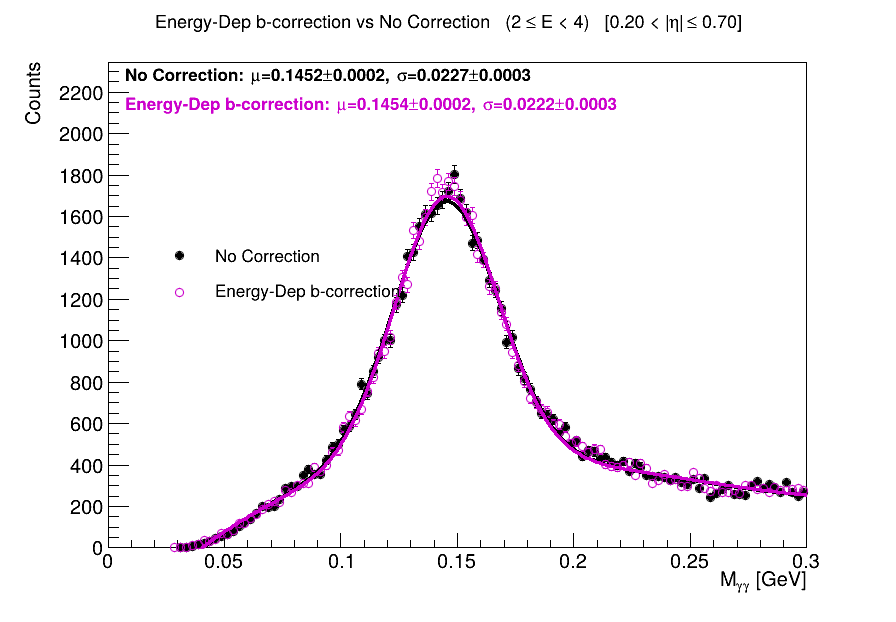 Energy-Dep b-correction vs No Correction (2 ≤ E < 4) [0.20 < |η| ≤ 0.70]
Counts
No Correction: μ=0.1452±0.0002, σ=0.0227±0.0003
Energy-Dep b-correction: μ=0.1454±0.0002, σ=0.0222±0.0003
2200
2000
1800
1600
1400
1200
1000
800
600
400
200
0
No Correction
Energy-Dep b-correction
0 0.05 0.1 0.15 0.2 0.25 0.3
Mγγ [GeV]